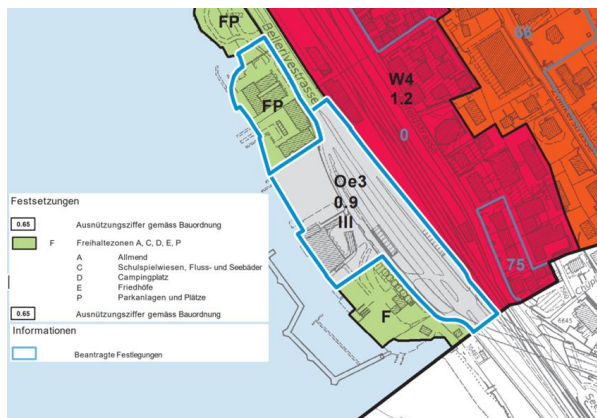 FP
Bellerivestrasse
66
W4
1.2
FP
0
Oe3
0.9
III
75
F
6645
Festsetzungen
0.65 Ausnützungsziffer gemäss Bauordnung
F Freihaltezonen A, C, D, E, P
A Allmend
C Schulspielwiesen, Fluss- und Seebäder
D Campingplatz
E Friedhöfe
P Parkanlagen und Plätze
0.65 Ausnützungsziffer gemäss Bauordnung
Informationen
Beantragte Festlegungen